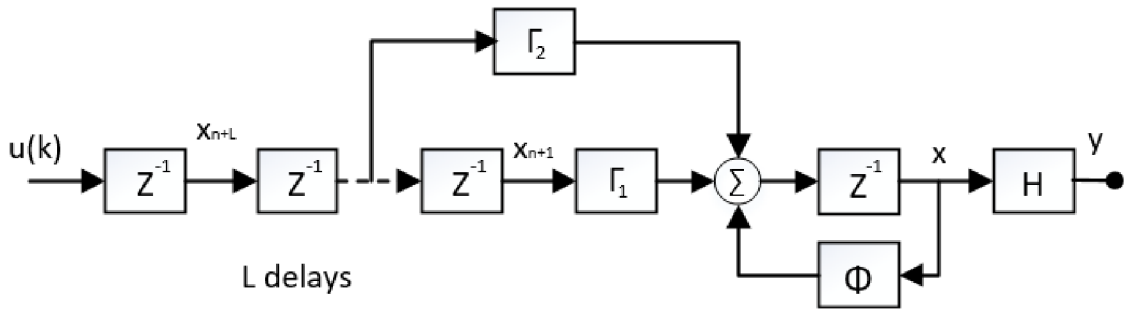 Γ₂
u(k)
Z⁻¹
xₙ₊L
Z⁻¹
Z⁻¹
xₙ₊₁
Γ₁
Σ
Z⁻¹
x
H
y
Φ
L delays